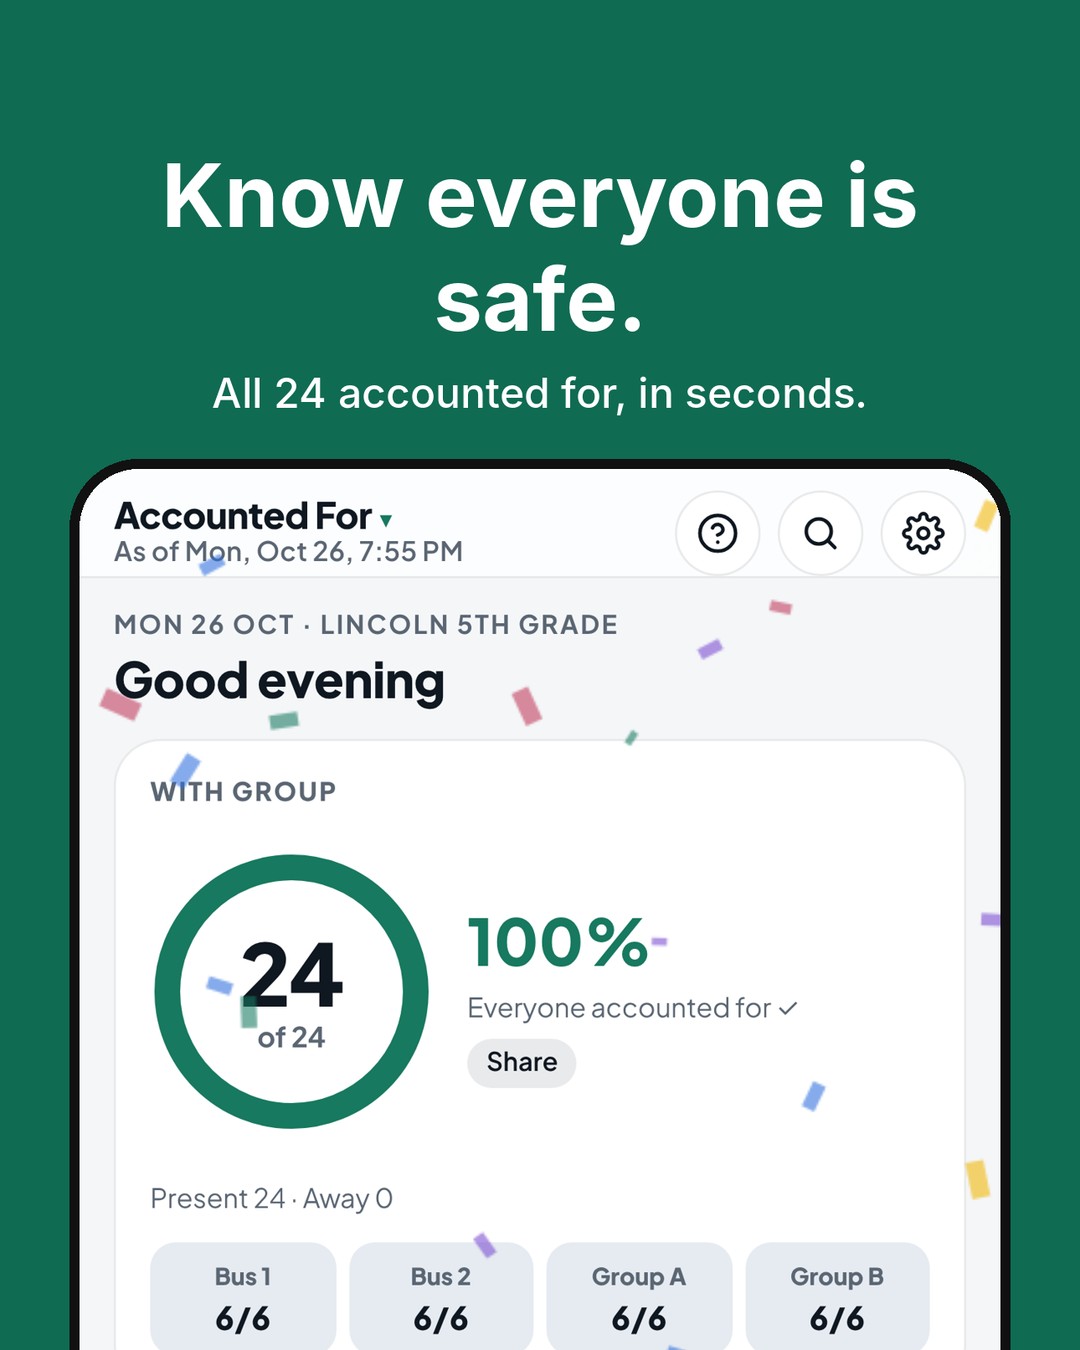 Know everyone is
safe.
All 24 accounted for, in seconds.
Accounted For ▾
As of Mon, Oct 26, 7:55 PM
MON 26 OCT · LINCOLN 5TH GRADE
Good evening
WITH GROUP
24
of 24
100%
Everyone accounted for ✓
Share
Present 24 · Away 0
Bus 1 Bus 2 Group A Group B
6/6 6/6 6/6 6/6